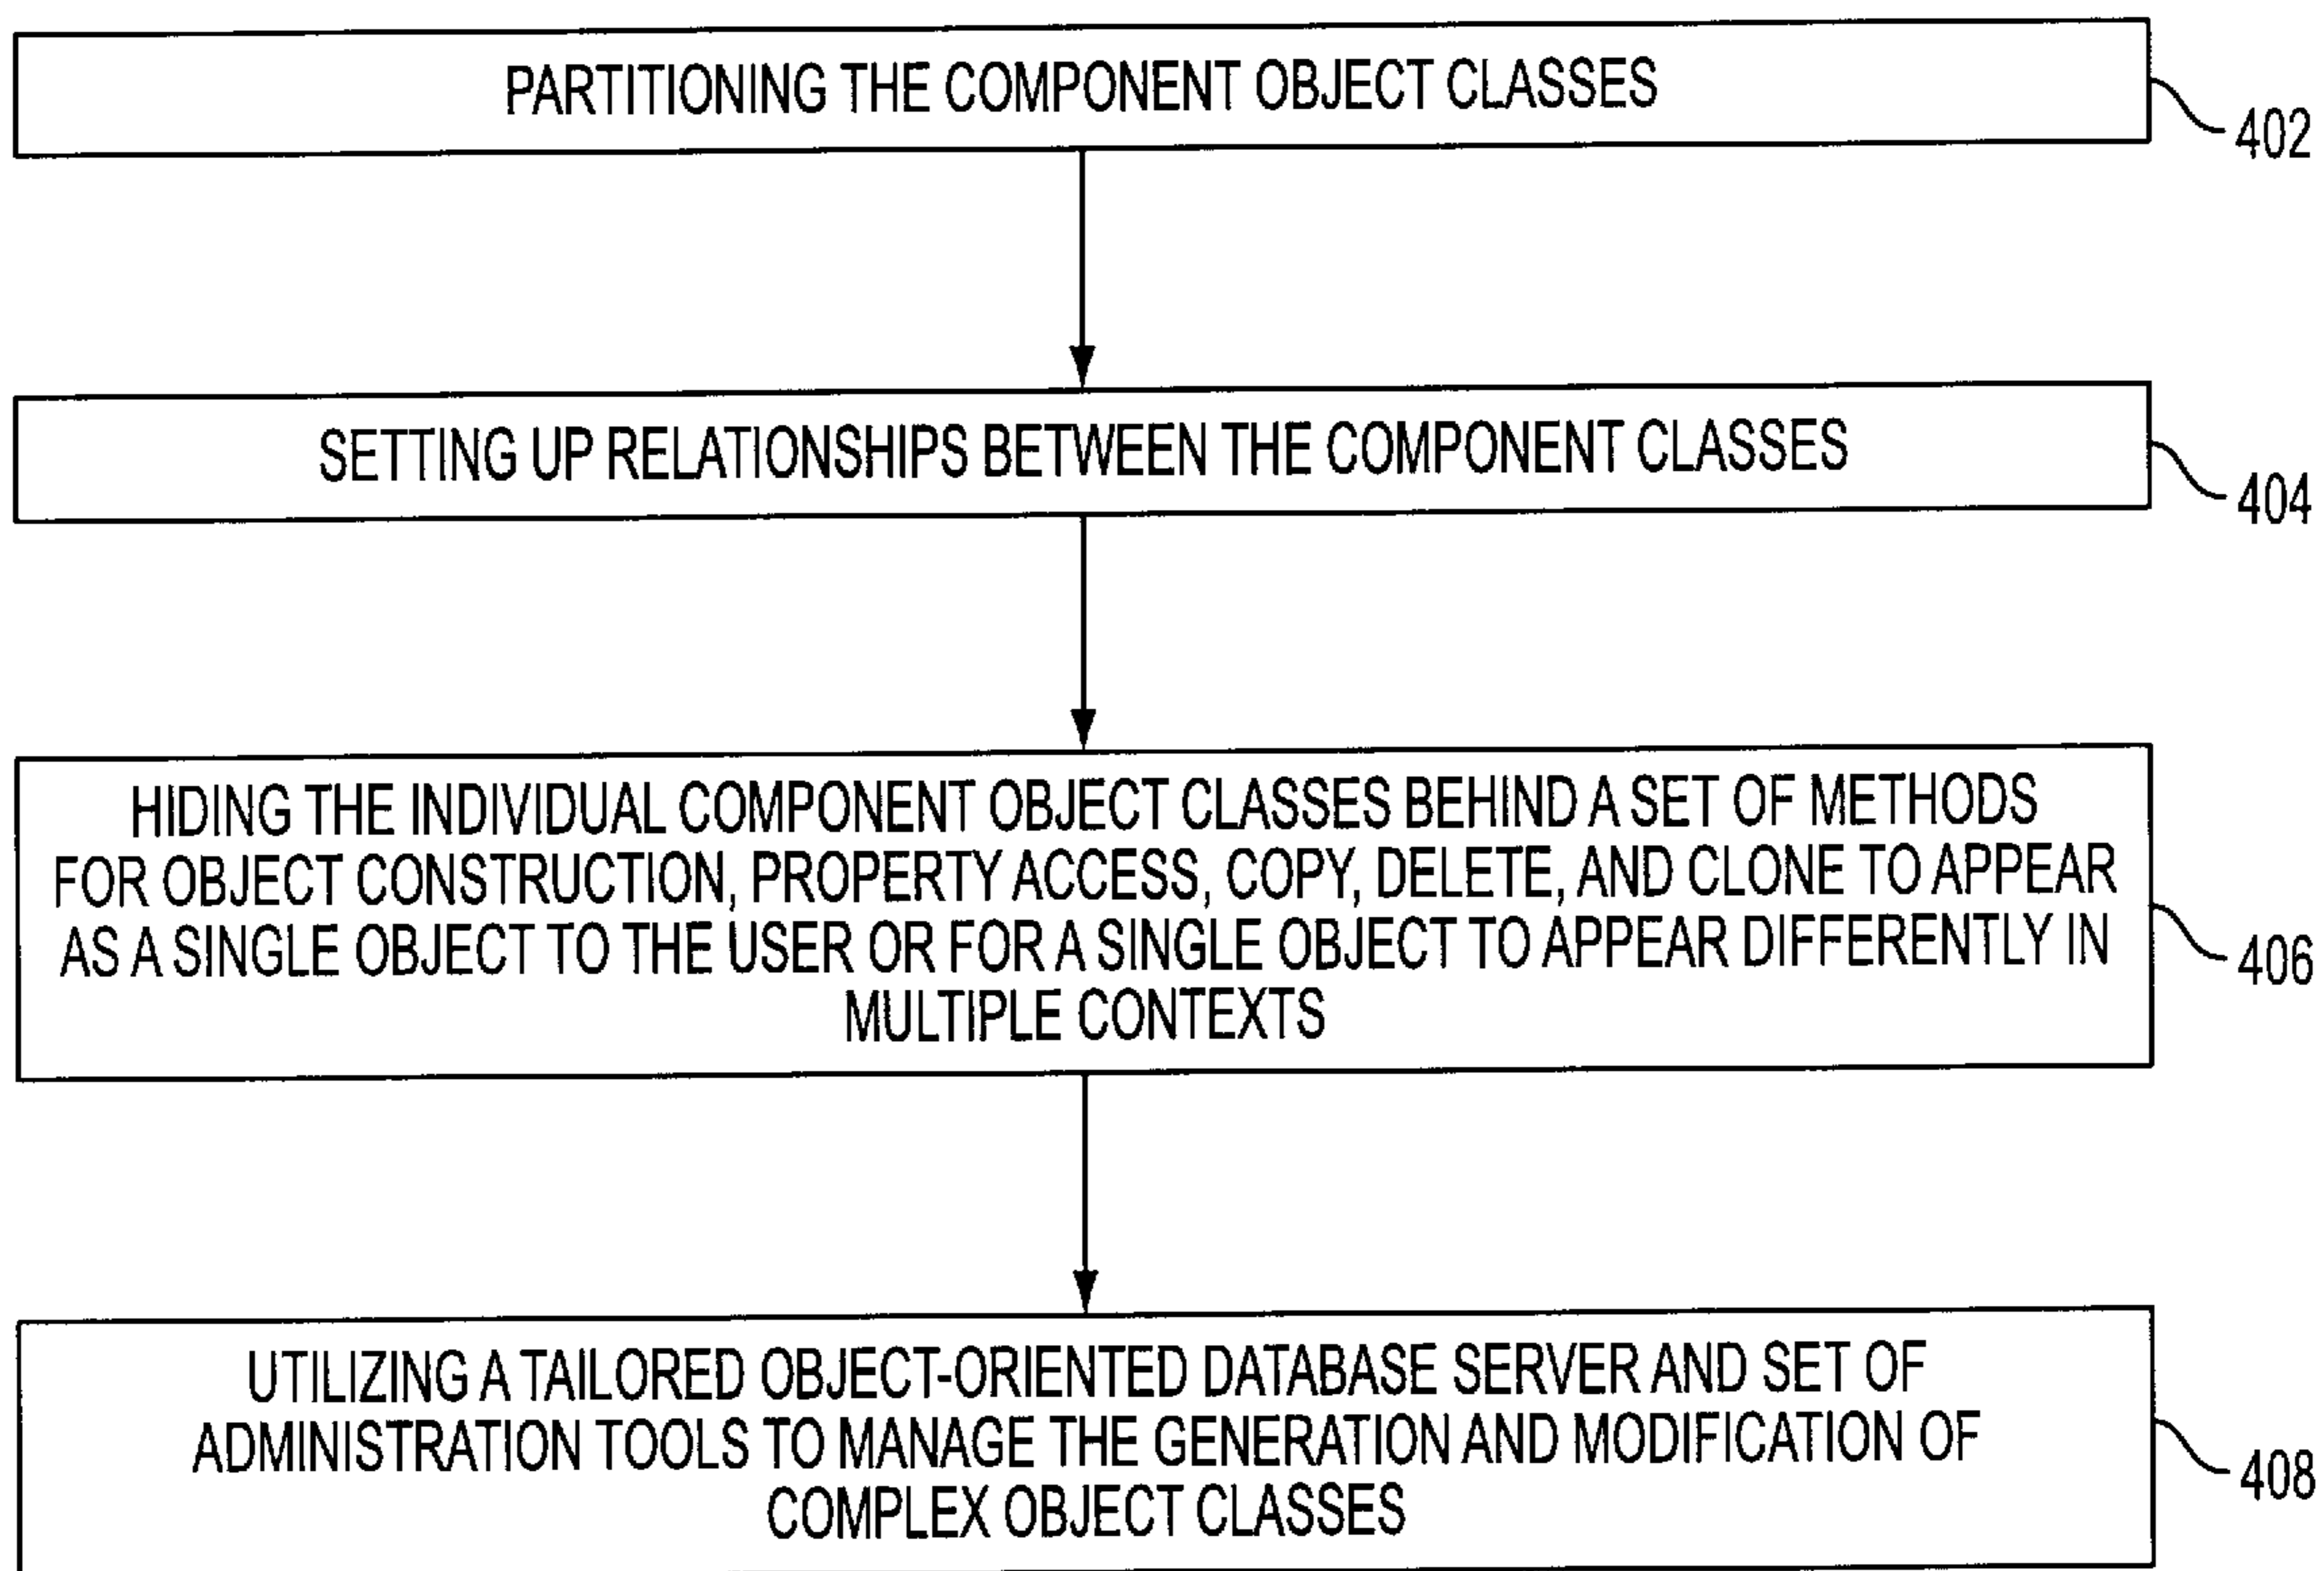 PARTITIONING THE COMPONENT OBJECT CLASSES
402
SETTING UP RELATIONSHIPS BETWEEN THE COMPONENT CLASSES
404
HIDING THE INDIVIDUAL COMPONENT OBJECT CLASSES BEHIND A SET OF METHODS
FOR OBJECT CONSTRUCTION, PROPERTY ACCESS, COPY, DELETE, AND CLONE TO APPEAR
AS A SINGLE OBJECT TO THE USER OR FOR A SINGLE OBJECT TO APPEAR DIFFERENTLY IN
MULTIPLE CONTEXTS
406
UTILIZING A TAILORED OBJECT-ORIENTED DATABASE SERVER AND SET OF
ADMINISTRATION TOOLS TO MANAGE THE GENERATION AND MODIFICATION OF
COMPLEX OBJECT CLASSES
408